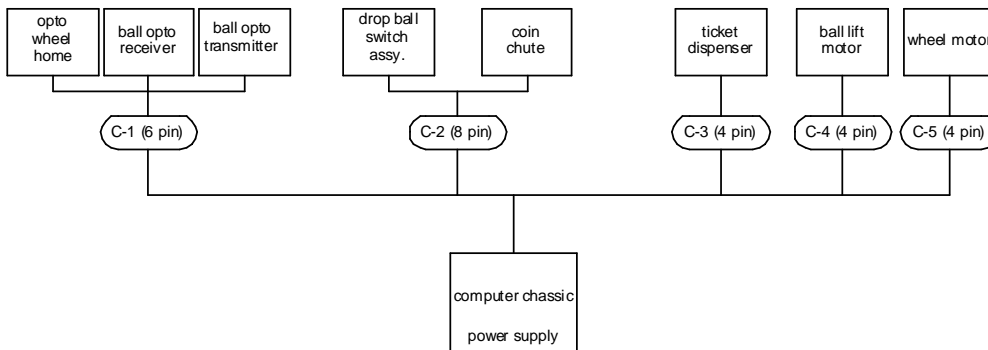 opto
wheel
home
ball opto
receiver
ball opto
transmitter
drop ball
switch
assy.
coin
chute
ticket
dispenser
ball lift
motor
wheel motor
C-1 (6 pin)
C-2 (8 pin)
C-3 (4 pin)
C-4 (4 pin)
C-5 (4 pin)
computer chassic
power supply